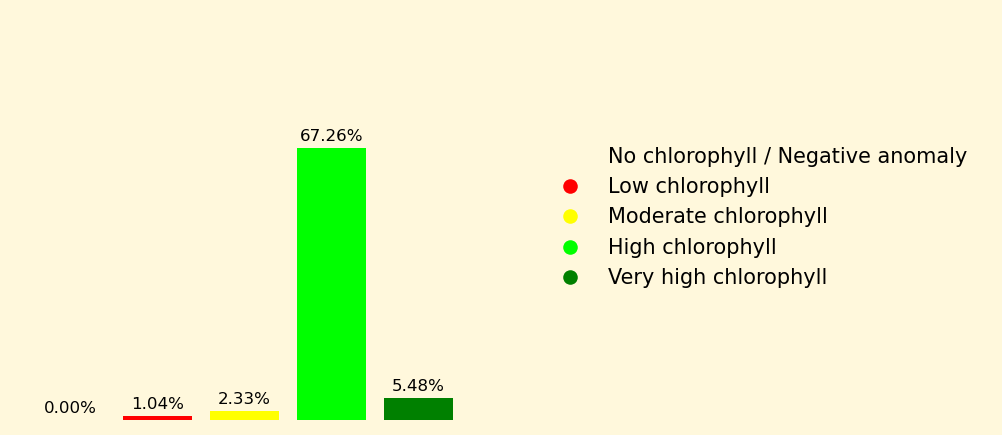 67.26%
5.48%
2.33%
1.04%
0.00%
No chlorophyll / Negative anomaly
Low chlorophyll
Moderate chlorophyll
High chlorophyll
Very high chlorophyll